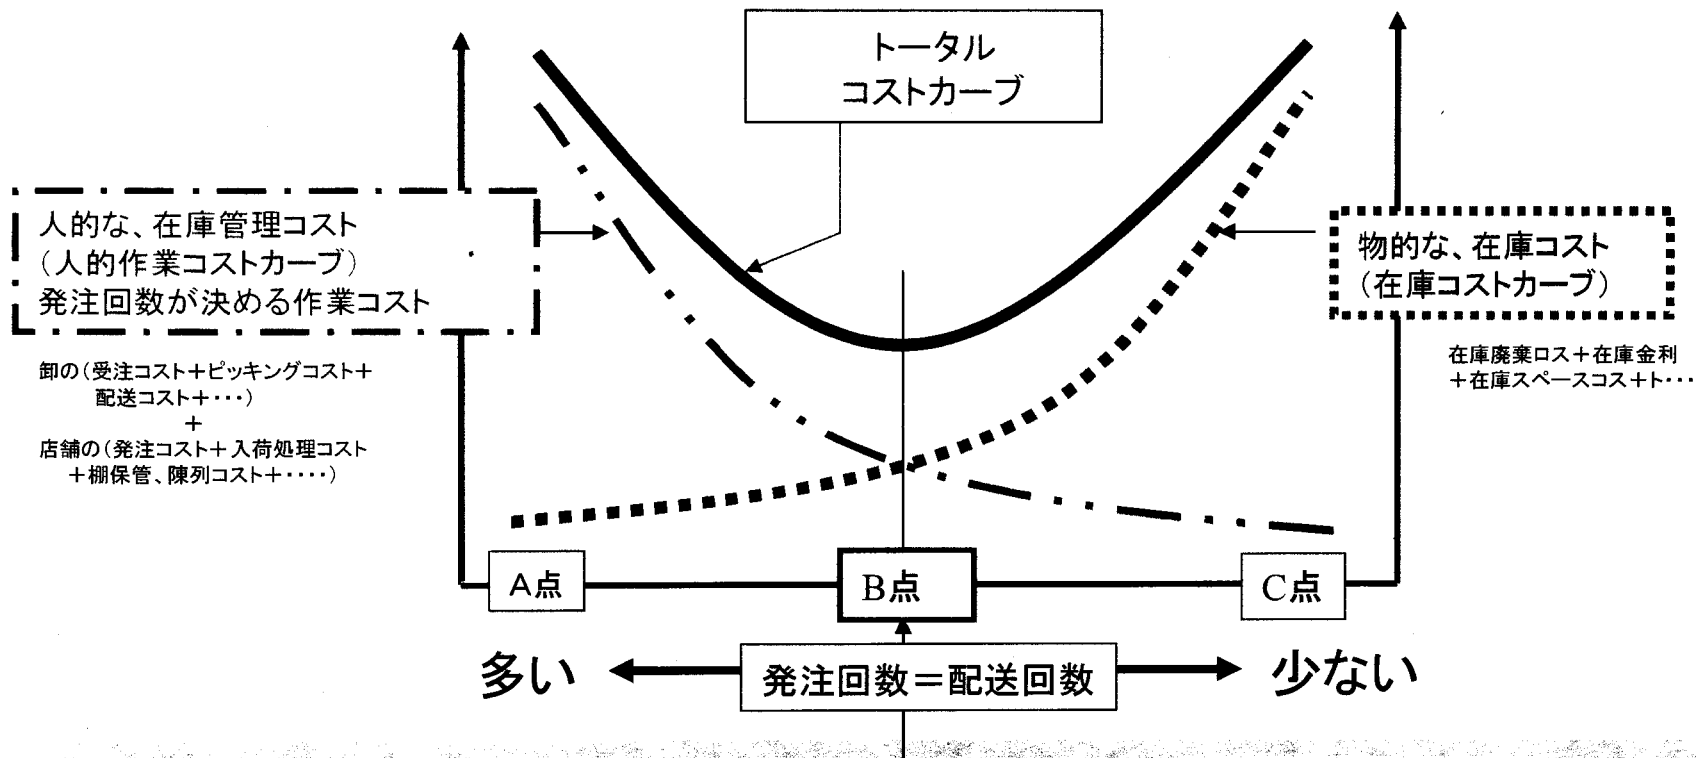 トータル
コストカーブ
人的な、在庫管理コスト
(人的作業コストカーブ)
発注回数が決める作業コスト
物的な、在庫コスト
(在庫コストカーブ)
卸の(受注コスト+ピッキングコスト+
配送コスト+･･･)
+
店舗の(発注コスト+入荷処理コスト
+棚保管、陳列コスト+････)
在庫廃棄ロス+在庫金利
+在庫スペースコス+ト･･･
A点
B点
C点
多い
発注回数=配送回数
少ない